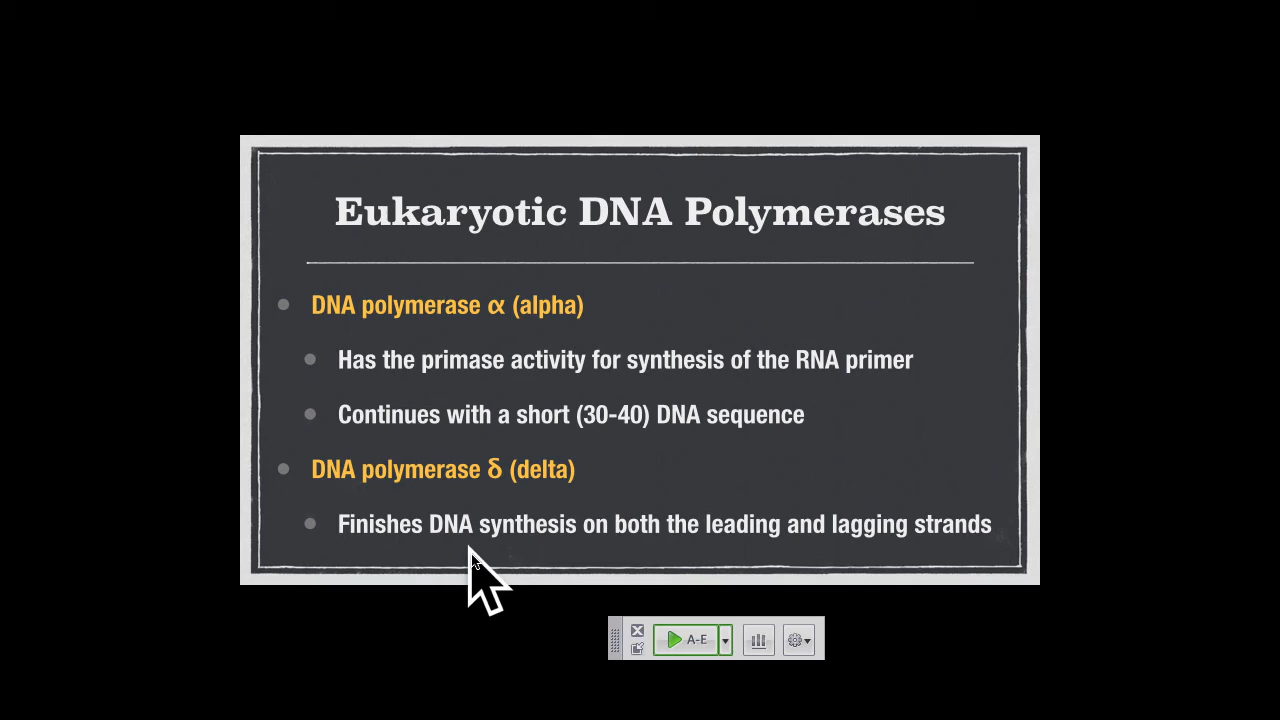 Eukaryotic DNA Polymerases
DNA polymerase α (alpha)
Has the primase activity for synthesis of the RNA primer
Continues with a short (30-40) DNA sequence
DNA polymerase δ (delta)
Finishes DNA synthesis on both the leading and lagging strands
A-E